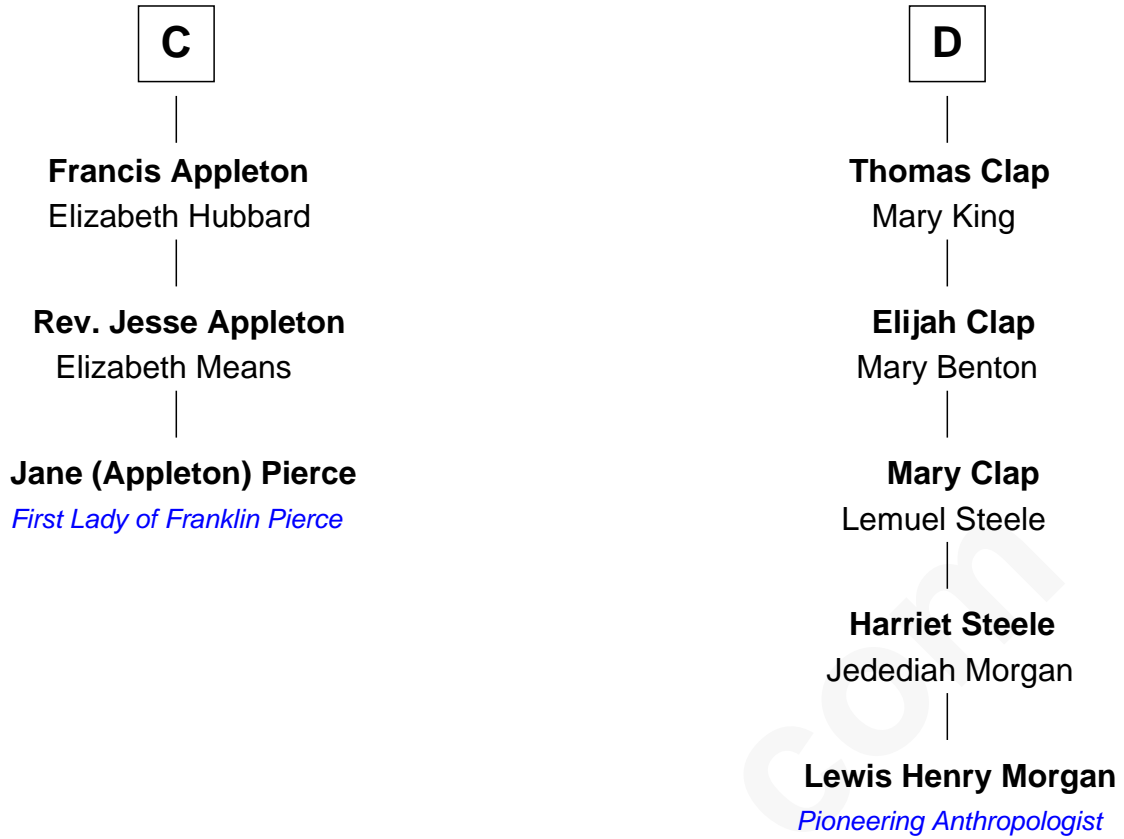 C
Francis Appleton
Elizabeth Hubbard
Rev. Jesse Appleton
Elizabeth Means
Jane (Appleton) Pierce
First Lady of Franklin Pierce
D
Thomas Clap
Mary King
Elijah Clap
Mary Benton
Mary Clap
Lemuel Steele
Harriet Steele
Jedediah Morgan
Lewis Henry Morgan
Pioneering Anthropologist
com